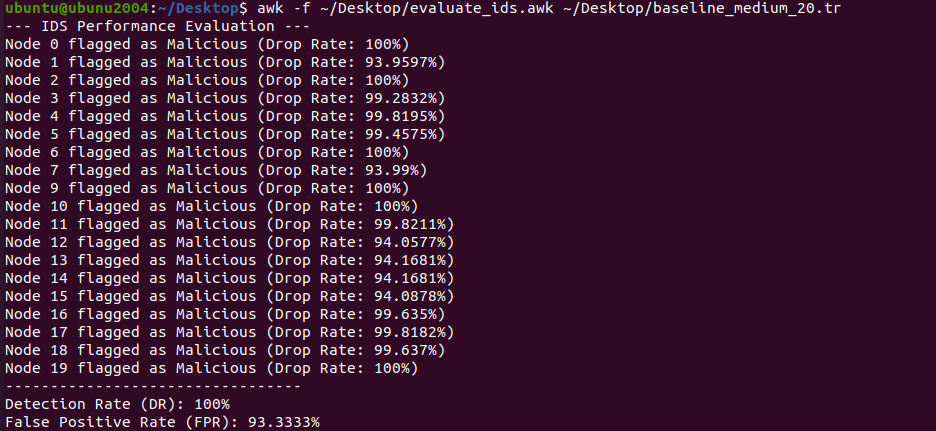 ubuntu@ubunu2004:~/Desktop$ awk -f ~/Desktop/evaluate_ids.awk ~/Desktop/baseline_medium_20.tr
--- IDS Performance Evaluation ---
Node 0 flagged as Malicious (Drop Rate: 100%)
Node 1 flagged as Malicious (Drop Rate: 93.9597%)
Node 2 flagged as Malicious (Drop Rate: 100%)
Node 3 flagged as Malicious (Drop Rate: 99.2832%)
Node 4 flagged as Malicious (Drop Rate: 99.8195%)
Node 5 flagged as Malicious (Drop Rate: 99.4575%)
Node 6 flagged as Malicious (Drop Rate: 100%)
Node 7 flagged as Malicious (Drop Rate: 93.99%)
Node 9 flagged as Malicious (Drop Rate: 100%)
Node 10 flagged as Malicious (Drop Rate: 100%)
Node 11 flagged as Malicious (Drop Rate: 99.8211%)
Node 12 flagged as Malicious (Drop Rate: 94.0577%)
Node 13 flagged as Malicious (Drop Rate: 94.1681%)
Node 14 flagged as Malicious (Drop Rate: 94.1681%)
Node 15 flagged as Malicious (Drop Rate: 94.0878%)
Node 16 flagged as Malicious (Drop Rate: 99.635%)
Node 17 flagged as Malicious (Drop Rate: 99.8182%)
Node 18 flagged as Malicious (Drop Rate: 99.637%)
Node 19 flagged as Malicious (Drop Rate: 100%)
---------------------------------
Detection Rate (DR): 100%
False Positive Rate (FPR): 93.3333%